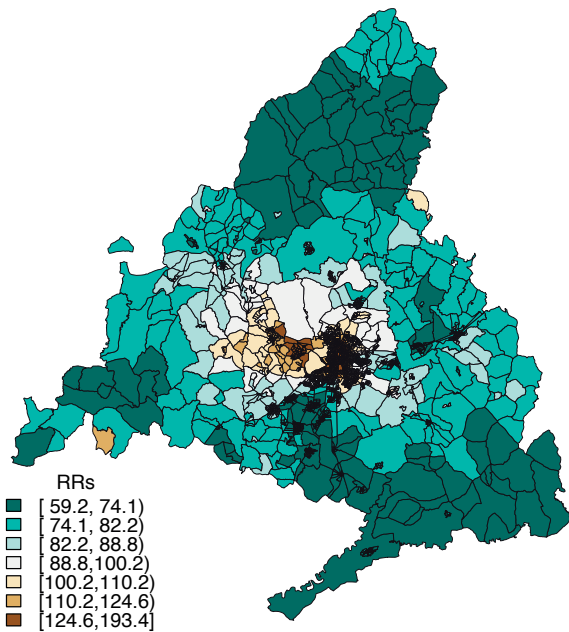 RRs
[ 59.2, 74.1)
[ 74.1, 82.2)
[ 82.2, 88.8)
[ 88.8,100.2)
[100.2,110.2)
[110.2,124.6)
[124.6,193.4]